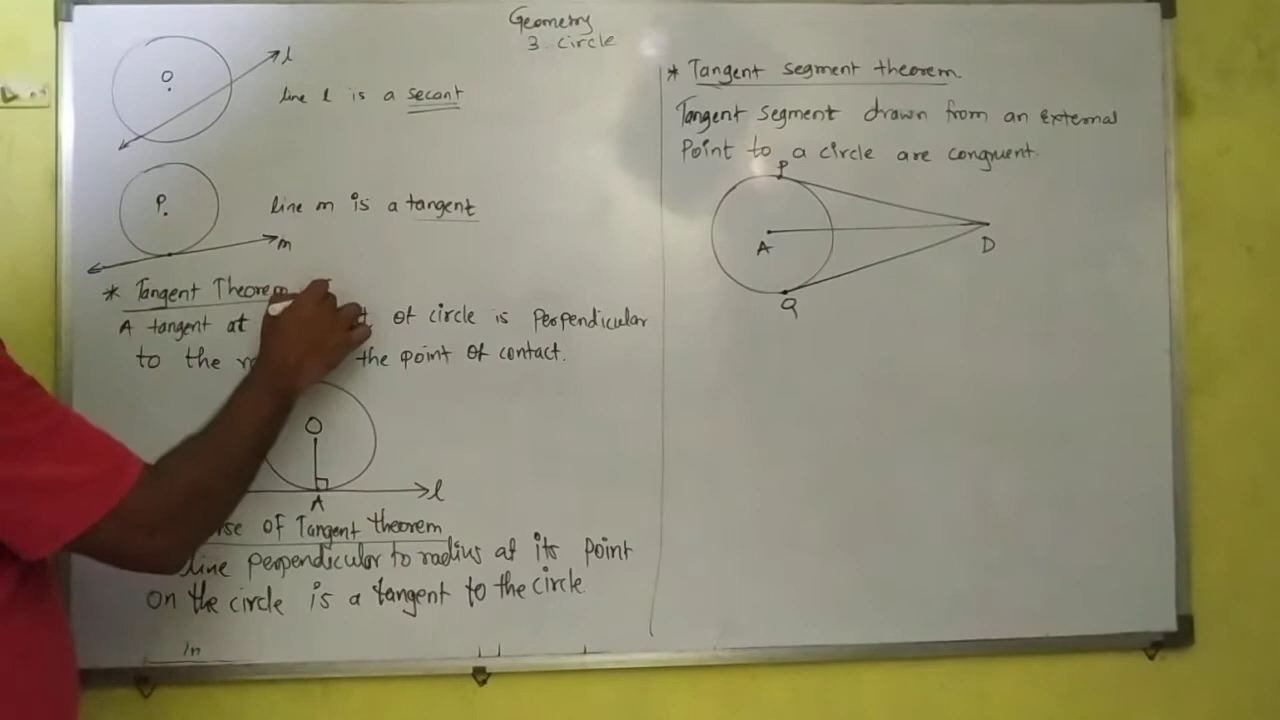 Geometry
3. circle
O
l
line l is a secant
P
line m is a tangent
m
* Tangent Theorem
A tangent at of circle is perpendicular
to the the point of contact.
O
A
l
of Tangent theorem
line perpendicular to radius at its point
on the circle is a tangent to the circle.
* Tangent segment theorem.
Tangent segment drawn from an external
Point to a circle are congruent.
P
A
D
Q